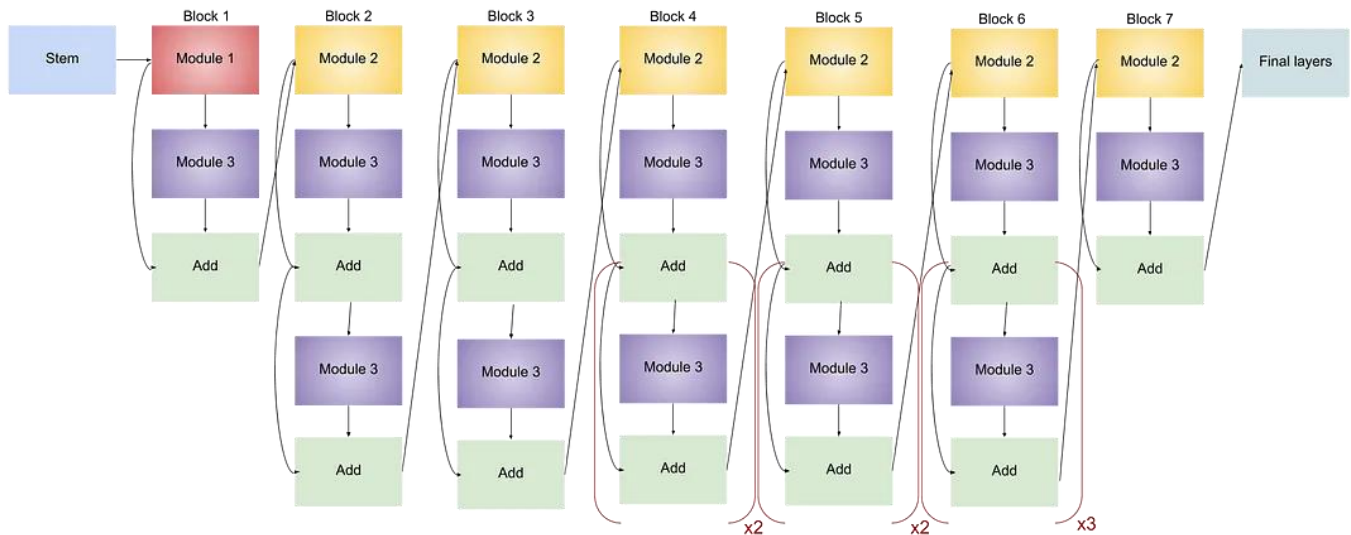 Block 1
Block 2
Block 3
Block 4
Block 5
Block 6
Block 7
Stem
Module 1
Module 2
Module 2
Module 2
Module 2
Module 2
Module 2
Final layers
Module 3
Module 3
Module 3
Module 3
Module 3
Module 3
Module 3
Add
Add
Add
Add
Add
Add
Add
Module 3
Module 3
Module 3
Module 3
Module 3
Add
Add
Add
Add
Add
x2
x2
x3